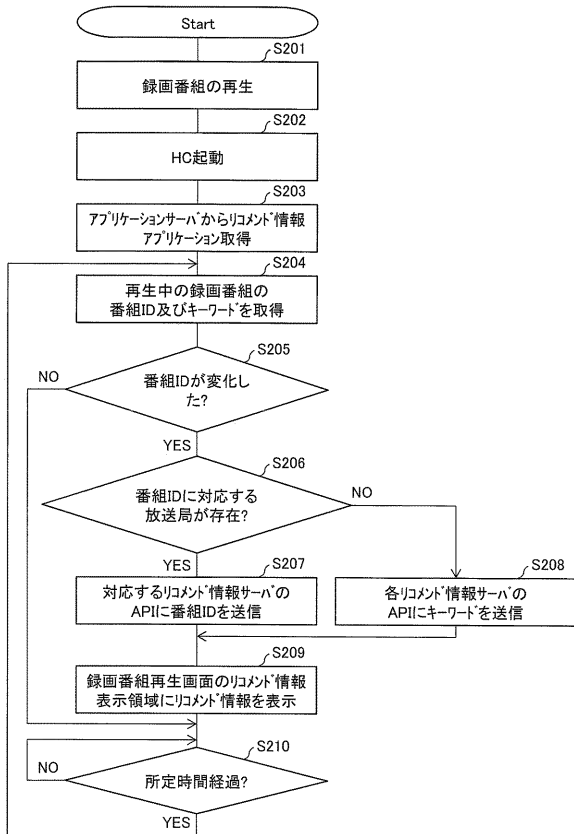 Start
S201
録画番組の再生
S202
HC起動
S203
アプリケーションサーバからリコメンド情報
アプリケーション取得
S204
再生中の録画番組の
番組ID及びキーワードを取得
S205
番組IDが変化し
た?
NO
YES
S206
番組IDに対応する
放送局が存在?
NO
YES
S207
対応するリコメンド情報サーバの
APIに番組IDを送信
S208
各リコメンド情報サーバの
APIにキーワードを送信
S209
録画番組再生画面のリコメンド情報
表示領域にリコメンド情報を表示
S210
所定時間経過?
NO
YES